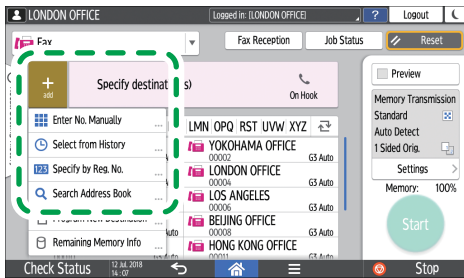 LONDON OFFICE
Logged in: [LONDON OFFICE]
?
Logout
Fax
Fax Reception
Job Status
Reset
add
Specify destinat
s)
On Hook
Preview
Memory Transmission
Standard
Auto Detect
1 Sided Orig.
Settings
Memory: 100%
Start
Enter No. Manually ...
Select from History ...
123 Specify by Reg. No. ...
Search Address Book ...
Program New Destination
Remaining Memory Info ...
LMN OPQ RST UVW XYZ
YOKOHAMA OFFICE
00002 G3 Auto
LONDON OFFICE
00004 G3 Auto
LOS ANGELES
00006 G3 Auto
BEIJING OFFICE
00008 G3 Auto
HONG KONG OFFICE
00011 G3 Auto
Check Status
12 Jul. 2018
14:07
Stop